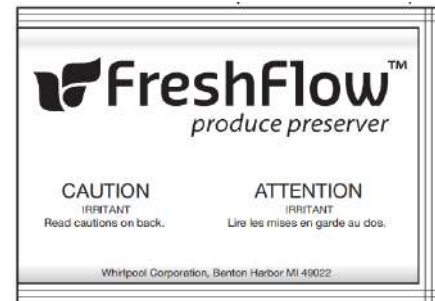 FreshFlow™
produce preserver
CAUTION
IRRITANT
Read cautions on back.
ATTENTION
IRRITANT
Lire les mises en garde au dos.
Whirlpool Corporation, Benton Harbor MI 49022